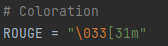 # Coloration
ROUGE = "\033[31m"